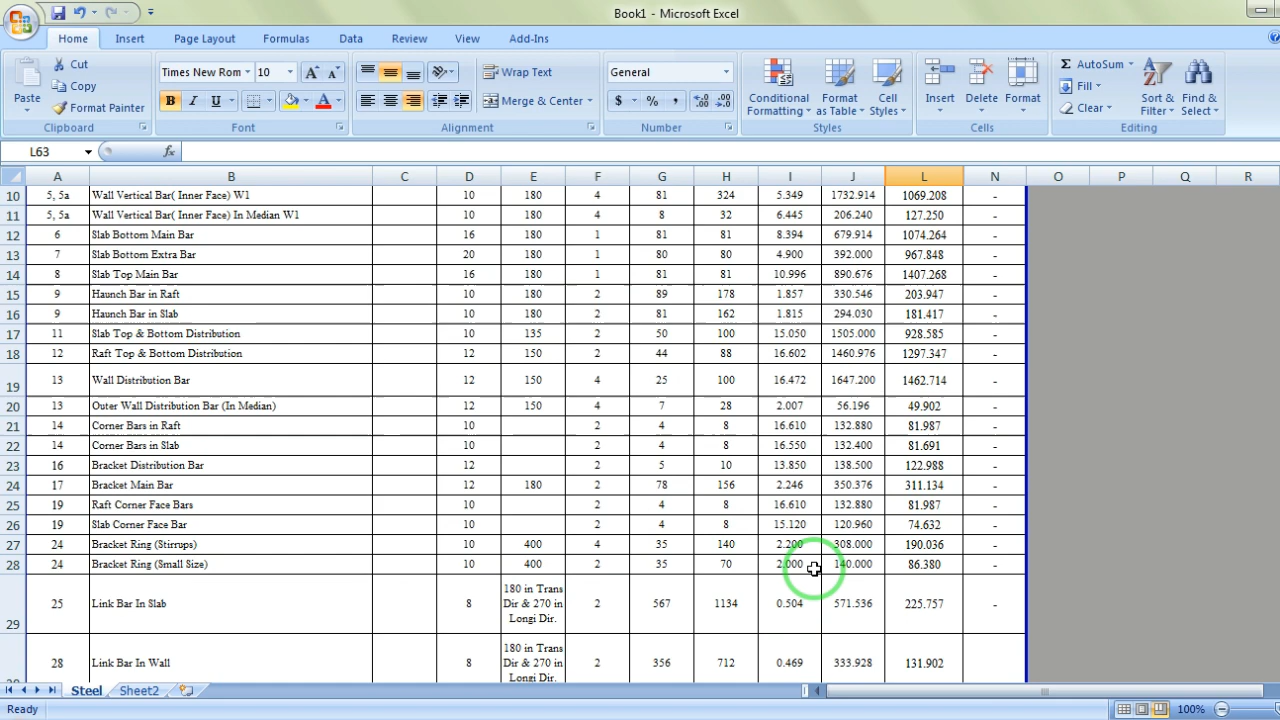 Book1 - Microsoft Excel
Home Insert Page Layout Formulas Data Review View Add-Ins
Paste
Cut
Copy
Format Painter
Clipboard
Times New Rom 10
B I U
A
Font
Wrap Text
Merge & Center
Alignment
General
$ % ,
Number
Conditional Formatting
Format as Table
Cell Styles
Styles
Insert
Delete
Format
Cells
Σ AutoSum
Fill
Clear
Sort & Filter
Find & Select
Editing
L63 fx
A B C D E F G H I J L N O P Q R
10 5, 5a Wall Vertical Bar( Inner Face) W1 10 180 4 81 324 5.349 1732.914 1069.208 -
11 5, 5a Wall Vertical Bar( Inner Face) In Median W1 10 180 4 8 32 6.445 206.240 127.250 -
12 6 Slab Bottom Main Bar 16 180 1 81 81 8.394 679.914 1074.264 -
13 7 Slab Bottom Extra Bar 20 180 1 80 80 4.900 392.000 967.848 -
14 8 Slab Top Main Bar 16 180 1 81 81 10.996 890.676 1407.268 -
15 9 Haunch Bar in Raft 10 180 2 89 178 1.857 330.546 203.947 -
16 9 Haunch Bar in Slab 10 180 2 81 162 1.815 294.030 181.417 -
17 11 Slab Top & Bottom Distribution 10 135 2 50 100 15.050 1505.000 928.585 -
18 12 Raft Top & Bottom Distribution 12 150 2 44 88 16.602 1460.976 1297.347 -
19 13 Wall Distribution Bar 12 150 4 25 100 16.472 1647.200 1462.714 -
20 13 Outer Wall Distribution Bar (In Median) 12 150 4 7 28 2.007 56.196 49.902 -
21 14 Corner Bars in Raft 10 2 4 8 16.610 132.880 81.987 -
22 14 Corner Bars in Slab 10 2 4 8 16.550 132.400 81.691 -
23 16 Bracket Distribution Bar 12 2 5 10 13.850 138.500 122.988 -
24 17 Bracket Main Bar 12 180 2 78 156 2.246 350.376 311.134 -
25 19 Raft Corner Face Bars 10 2 4 8 16.610 132.880 81.987 -
26 19 Slab Corner Face Bar 10 2 4 8 15.120 120.960 74.632 -
27 24 Bracket Ring (Stirrups) 10 400 4 35 140 2.200 308.000 190.036 -
28 24 Bracket Ring (Small Size) 10 400 2 35 70 2.000 140.000 86.380 -
29 25 Link Bar In Slab 8 180 in Trans Dir & 270 in Longi Dir. 2 567 1134 0.504 571.536 225.757 -
28 Link Bar In Wall 8 180 in Trans Dir & 270 in Longi Dir. 2 356 712 0.469 333.928 131.902
Steel Sheet2
Ready 100%